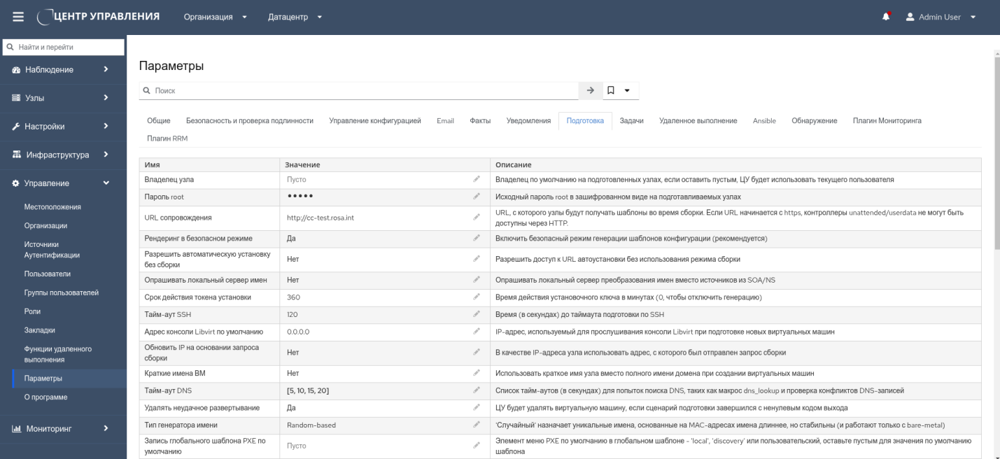 ЦЕНТР УПРАВЛЕНИЯ Организация Датацентр Admin User
Найти и перейти
Наблюдение
Узлы
Настройки
Инфраструктура
Управление
Местоположения
Организации
Источники
Аутентификации
Пользователи
Группы пользователей
Роли
Закладки
Функции удаленного
выполнения
Параметры
О программе
Мониторинг
Параметры
Поиск
Общие Безопасность и проверка подлинности Управление конфигурацией Email Факты Уведомления Подготовка Задачи Удаленное выполнение Ansible Обнаружение Плагин Мониторинга
Плагин RRM
Имя Значение Описание
Владелец узла Пусто Владелец по умолчанию на подготовленных узлах, если оставить пустым, ЦУ будет использовать текущего пользователя
Пароль root ••••• Исходный пароль root в зашифрованном виде на подготавливаемых узлах
URL сопровождения http://cc-test.rosa.int URL, с которого узлы будут получать шаблоны во время сборки. Если URL начинается с https, контроллеры unattended/userdata не могут быть
доступны через HTTP.
Рендеринг в безопасном режиме Да Включить безопасный режим генерации шаблонов конфигурации (рекомендуется)
Разрешить автоматическую установку
без сборки Нет Разрешить доступ к URL автоустановки без использования режима сборки
Опрашивать локальный сервер имен Нет Опрашивать локальный сервер преобразования имен вместо источников из SOA/NS
Срок действия токена установки 360 Время действия установочного ключа в минутах (0, чтобы отключить генерацию)
Тайм-аут SSH 120 Время (в секундах) до таймаута подготовки по SSH
Адрес консоли Libvirt по умолчанию 0.0.0.0 IP-адрес, используемый для прослушивания консоли Libvirt при подготовке новых виртуальных машин
Обновить IP на основании запроса
сборки Нет В качестве IP-адреса узла использовать адрес, с которого был отправлен запрос сборки
Краткие имена ВМ Нет Использовать краткое имя узла вместо полного имени домена при создании виртуальных машин
Тайм-аут DNS [5, 10, 15, 20] Список тайм-аутов (в секундах) для попыток поиска DNS, таких как макрос dns_lookup и проверка конфликтов DNS-записей
Удалять неудачное развертывание Да ЦУ будет удалять виртуальную машину, если сценарий подготовки завершился с ненулевым кодом выхода
Тип генератора имени Random-based 'Случайный' назначает уникальные имена, основанные на MAC-адресах имена длиннее, но стабильны (и работают только с bare-metal)
Запись глобального шаблона PXE по
умолчанию Пусто Элемент меню PXE по умолчанию в глобальном шаблоне - 'local', 'discovery' или пользовательский, оставьте пустым для значения по умолчанию
шаблона